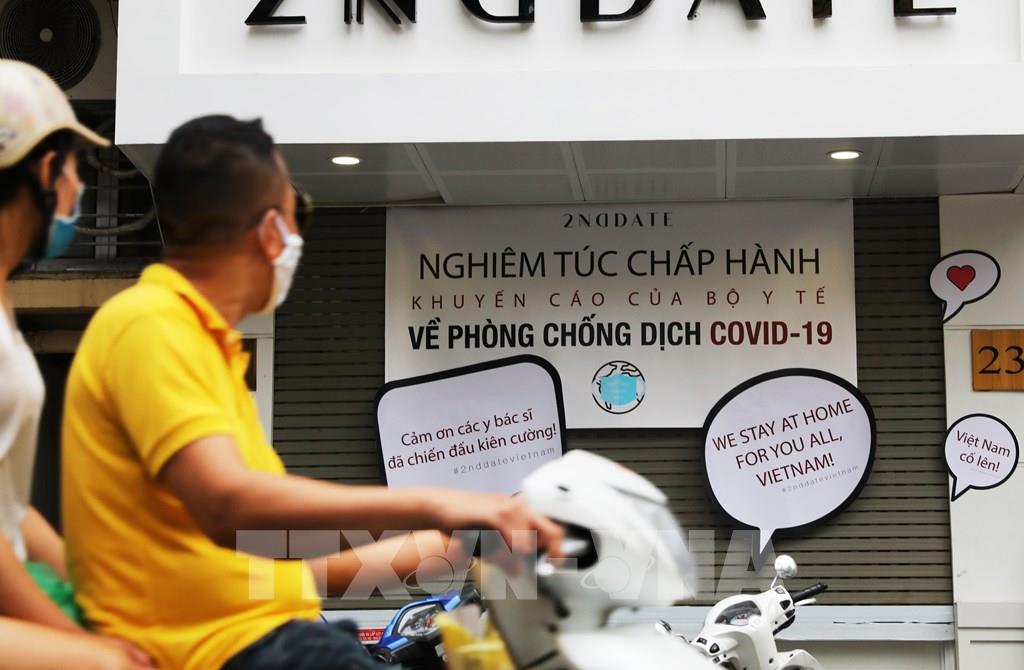 2NDDATE
2NDDATE
NGHIÊM TÚC CHẤP HÀNH
KHUYẾN CÁO CỦA BỘ Y TẾ
VỀ PHÒNG CHỐNG DỊCH COVID-19
Cảm ơn các y bác sĩ
đã chiến đấu kiên cường!
#2nddatevietnam
WE STAY AT HOME
FOR YOU ALL,
VIETNAM!
#2nddatevietnam
23
Việt Nam
cố lên!
TTXVN-VNA